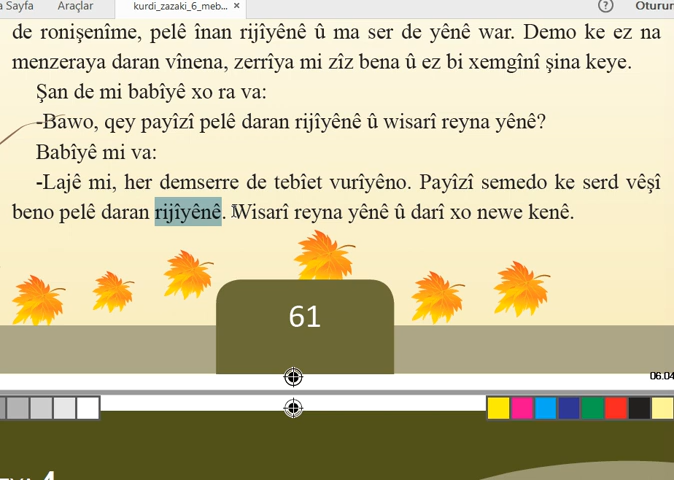 a Sayfa Araçlar kurdi_zazaki_6_meb... × ? Oturur
de ronişenîme, pelê înan rijîyênê û ma ser de yênê war. Demo ke ez na
menzeraya daran vînena, zerrîya mi zîz bena û ez bi xemgînî şina keye.
Şan de mi babîyê xo ra va:
-Bawo, qey payîzî pelê daran rijîyênê û wisarî reyna yênê?
Babîyê mi va:
-Lajê mi, her demserre de tebîet vurîyêno. Payîzî semedo ke serd vêşî
beno pelê daran rijîyênê. Wisarî reyna yênê û darî xo newe kenê.
61
06.04
4